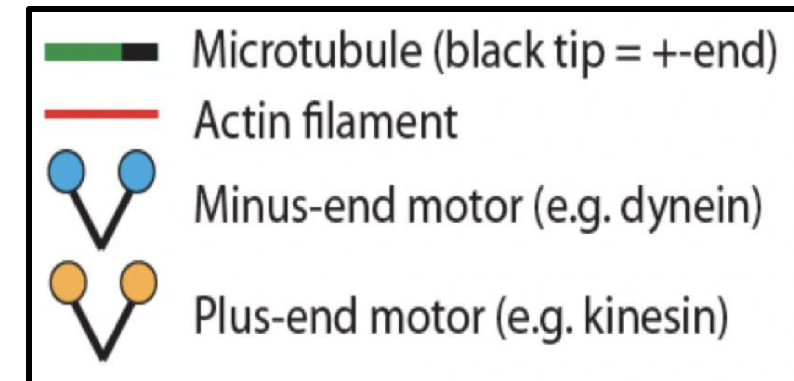 Microtubule (black tip = +-end)
Actin filament
Minus-end motor (e.g. dynein)
Plus-end motor (e.g. kinesin)